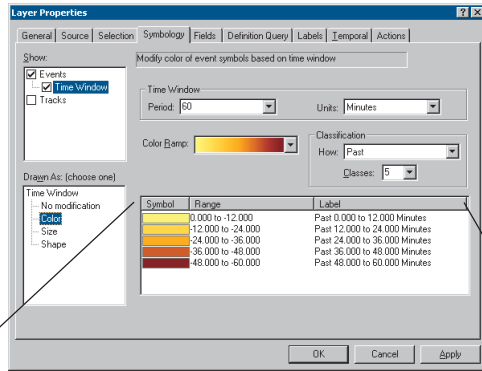 Layer Properties
General Source Selection Symbology Fields Definition Query Labels Temporal Actions
Show:
Events
Time Window
Tracks
Modify color of event symbols based on time window
Time Window
Period: 60
Units: Minutes
Color Ramp:
Classification
How: Past
Classes: 5
Drawn As: (choose one)
Time Window
No modification
Color
Size
Shape
Symbol Range Label
0.000 to -12.000 Past 0.000 to 12.000 Minutes
-12.000 to -24.000 Past 12.000 to 24.000 Minutes
-24.000 to -36.000 Past 24.000 to 36.000 Minutes
-36.000 to -48.000 Past 36.000 to 48.000 Minutes
-48.000 to -60.000 Past 48.000 to 60.000 Minutes
OK Cancel Apply